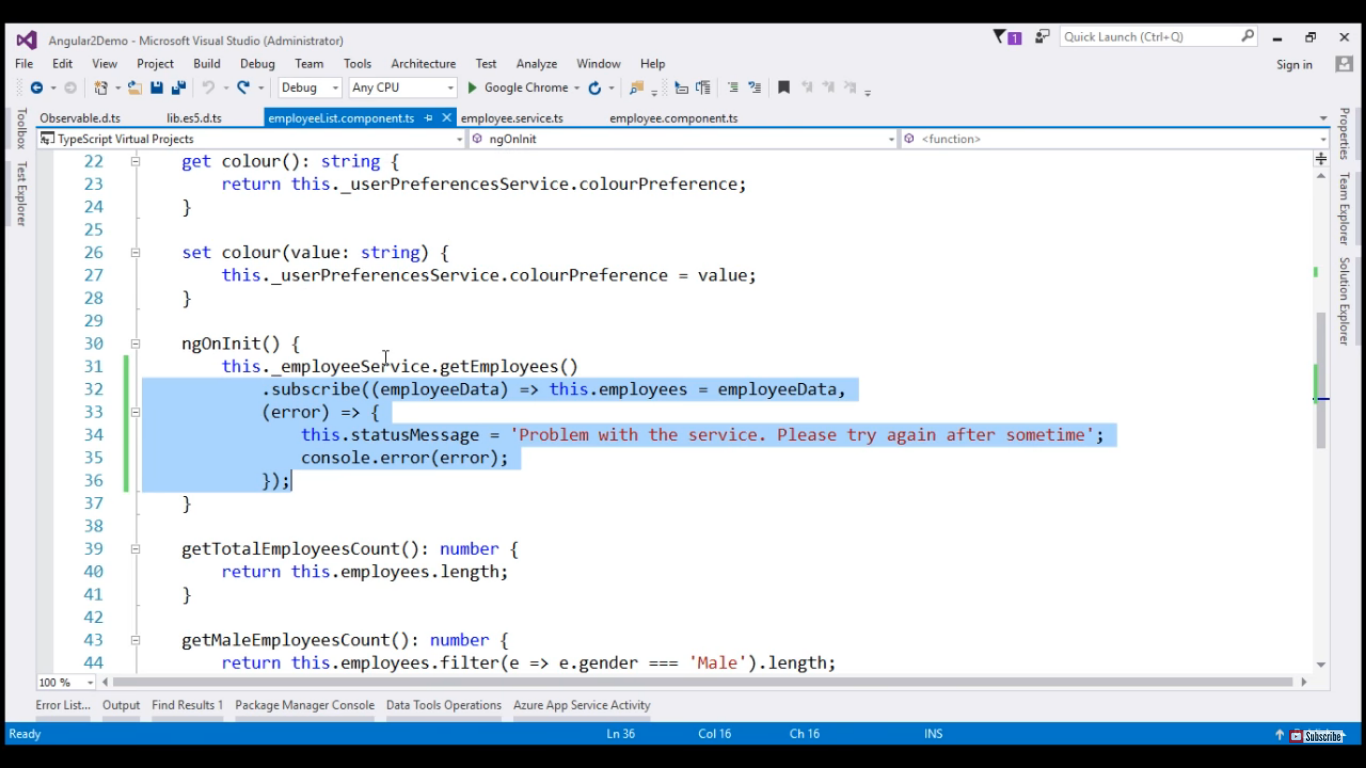 Angular2Demo - Microsoft Visual Studio (Administrator)
1
Quick Launch (Ctrl+Q)
File Edit View Project Build Debug Team Tools Architecture Test Analyze Window Help
Sign in
Debug Any CPU Google Chrome
Toolbox
Test Explorer
Observable.d.ts lib.es5.d.ts employeeList.component.ts employee.service.ts employee.component.ts
TypeScript Virtual Projects ngOnInit <function>
22 get colour(): string {
23 return this._userPreferencesService.colourPreference;
24 }
25
26 set colour(value: string) {
27 this._userPreferencesService.colourPreference = value;
28 }
29
30 ngOnInit() {
31 this._employeeService.getEmployees()
32 .subscribe((employeeData) => this.employees = employeeData,
33 (error) => {
34 this.statusMessage = 'Problem with the service. Please try again after sometime';
35 console.error(error);
36 });
37 }
38
39 getTotalEmployeesCount(): number {
40 return this.employees.length;
41 }
42
43 getMaleEmployeesCount(): number {
44 return this.employees.filter(e => e.gender === 'Male').length;
Properties
Team Explorer
Solution Explorer
100 %
Error List... Output Find Results 1 Package Manager Console Data Tools Operations Azure App Service Activity
Ready Ln 36 Col 16 Ch 16 INS
Subscribe